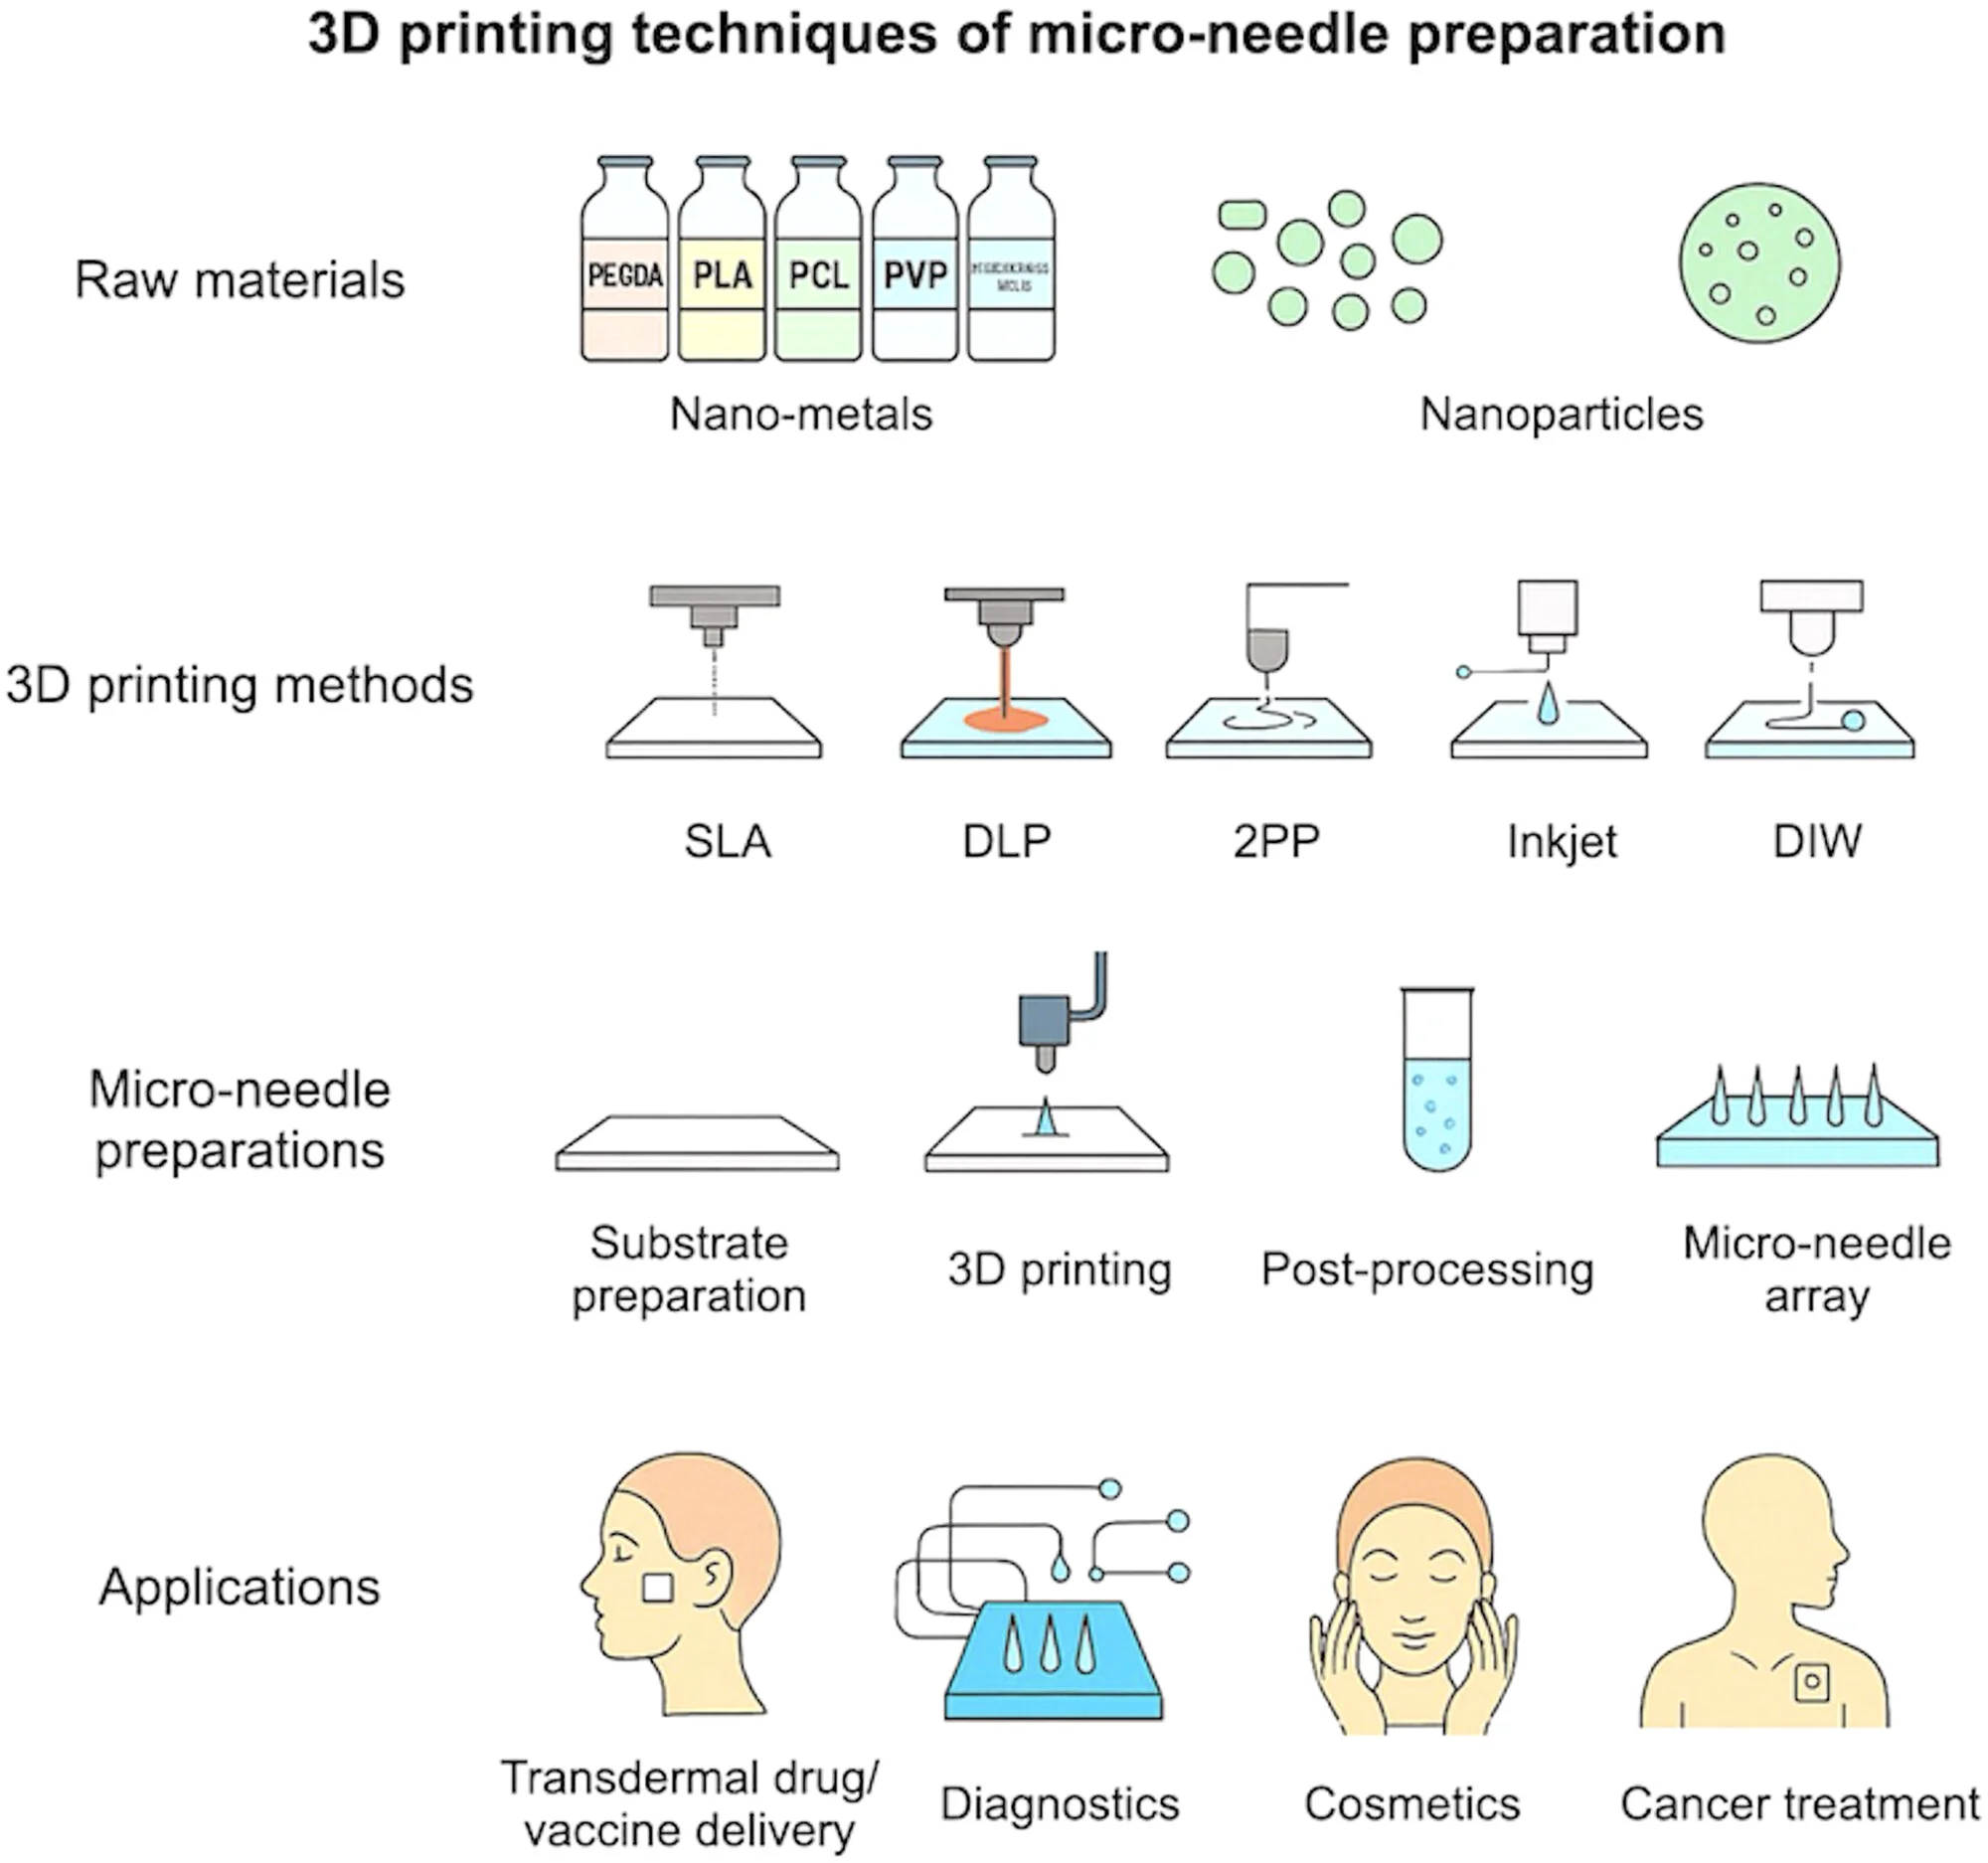 3D printing techniques of micro-needle preparation
Raw materials
PEGDA
PLA
PCL
PVP
Nano-metals
Nanoparticles
3D printing methods
SLA
DLP
2PP
Inkjet
DIW
Micro-needle
preparations
Substrate
preparation
3D printing
Post-processing
Micro-needle
array
Applications
Transdermal drug/
vaccine delivery
Diagnostics
Cosmetics
Cancer treatment